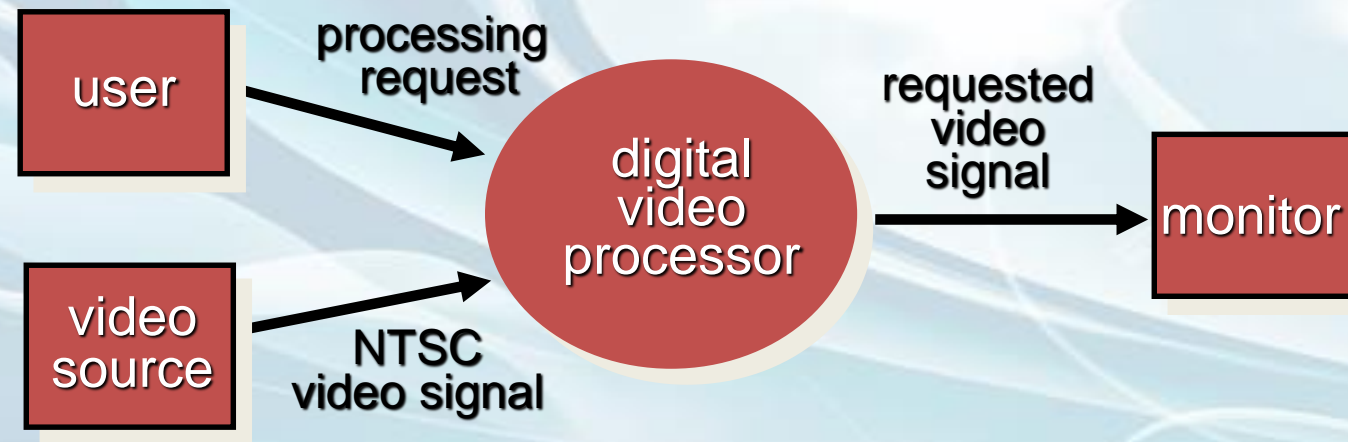 user
processing
request
digital
video
processor
requested
video
signal
monitor
video
source
NTSC
video signal